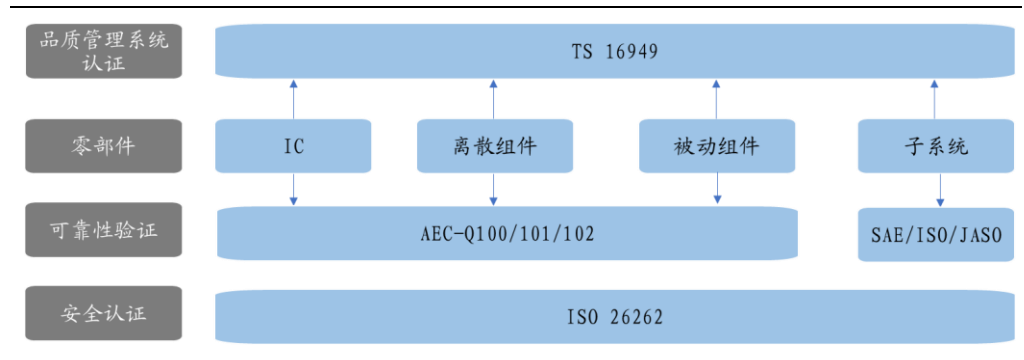 品质管理系统
认证
TS 16949
零部件
IC
离散组件
被动组件
子系统
可靠性验证
AEC-Q100/101/102
SAE/ISO/JASO
安全认证
ISO 26262